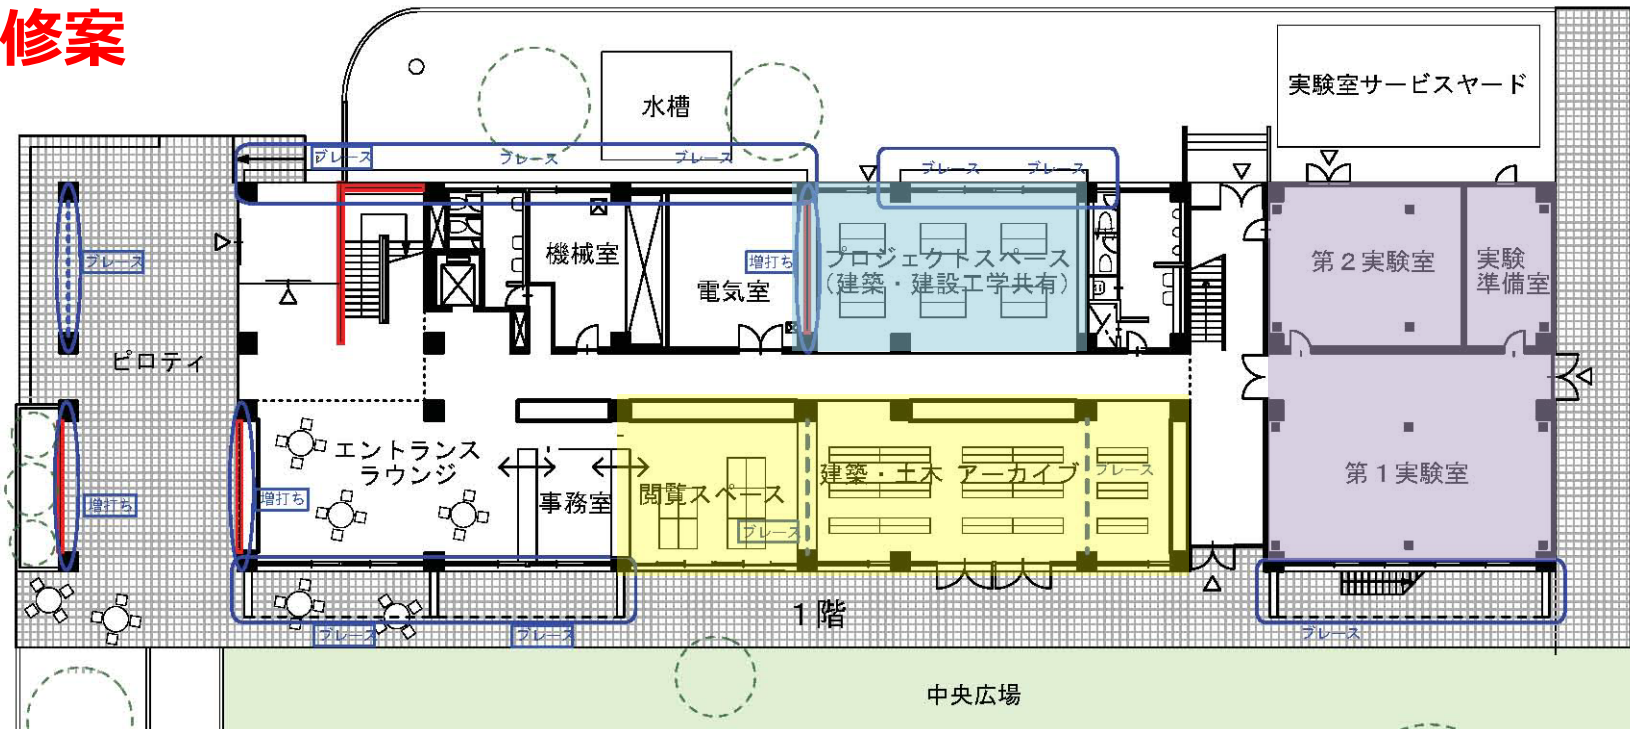 修案
水槽
実験室サービスヤード
ブレース
ブレース
ブレース
ブレース
ブレース
機械室
電気室
増打ち
プロジェクトスペース
(建築・建設工学共有)
第2実験室
実験
準備室
ブレース
ピロティ
エントランス
ラウンジ
事務室
閲覧スペース
建築・土木 アーカイブ
ブレース
第1実験室
増打ち
増打ち
ブレース
1階
ブレース
ブレース
ブレース
中央広場